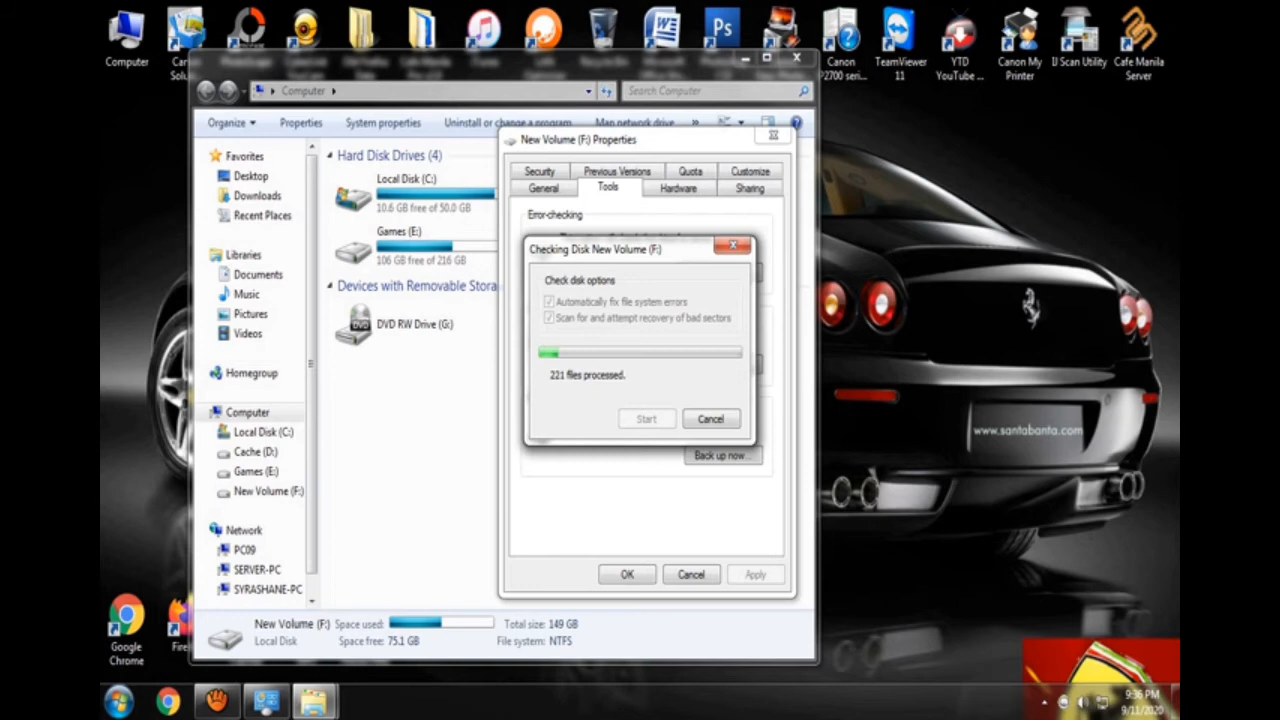 Computer
Canon My Printer
Canon
P2700 seri...
TeamViewer
11
YTD
YouTube ...
IJ Scan Utility
Cafe Manila
Server
W
Ps
Computer
Search Computer
Organize
Properties
System properties
Uninstall or change a program
Map network drive
»
Favorites
Desktop
Downloads
Recent Places
Libraries
Documents
Music
Pictures
Videos
Homegroup
Computer
Local Disk (C:)
Cache (D:)
Games (E:)
New Volume (F:)
Network
PC09
SERVER-PC
SYRASHANE-PC
Hard Disk Drives (4)
Local Disk (C:)
10.6 GB free of 50.0 GB
Games (E:)
106 GB free of 216 GB
Devices with Removable Stora
DVD
DVD RW Drive (G:)
New Volume (F:) Properties
Security
Previous Versions
Quota
Customize
General
Tools
Hardware
Sharing
Error-checking
Checking Disk New Volume (F:)
Check disk options
Automatically fix file system errors
Scan for and attempt recovery of bad sectors
221 files processed.
Start
Cancel
Back up now...
OK
Cancel
Apply
New Volume (F:)
Space used:
Total size: 149 GB
Local Disk
Space free: 75.1 GB
File system: NTFS
www.santabanta.com
Google
Chrome
Fire
9:36 PM
9/11/2020